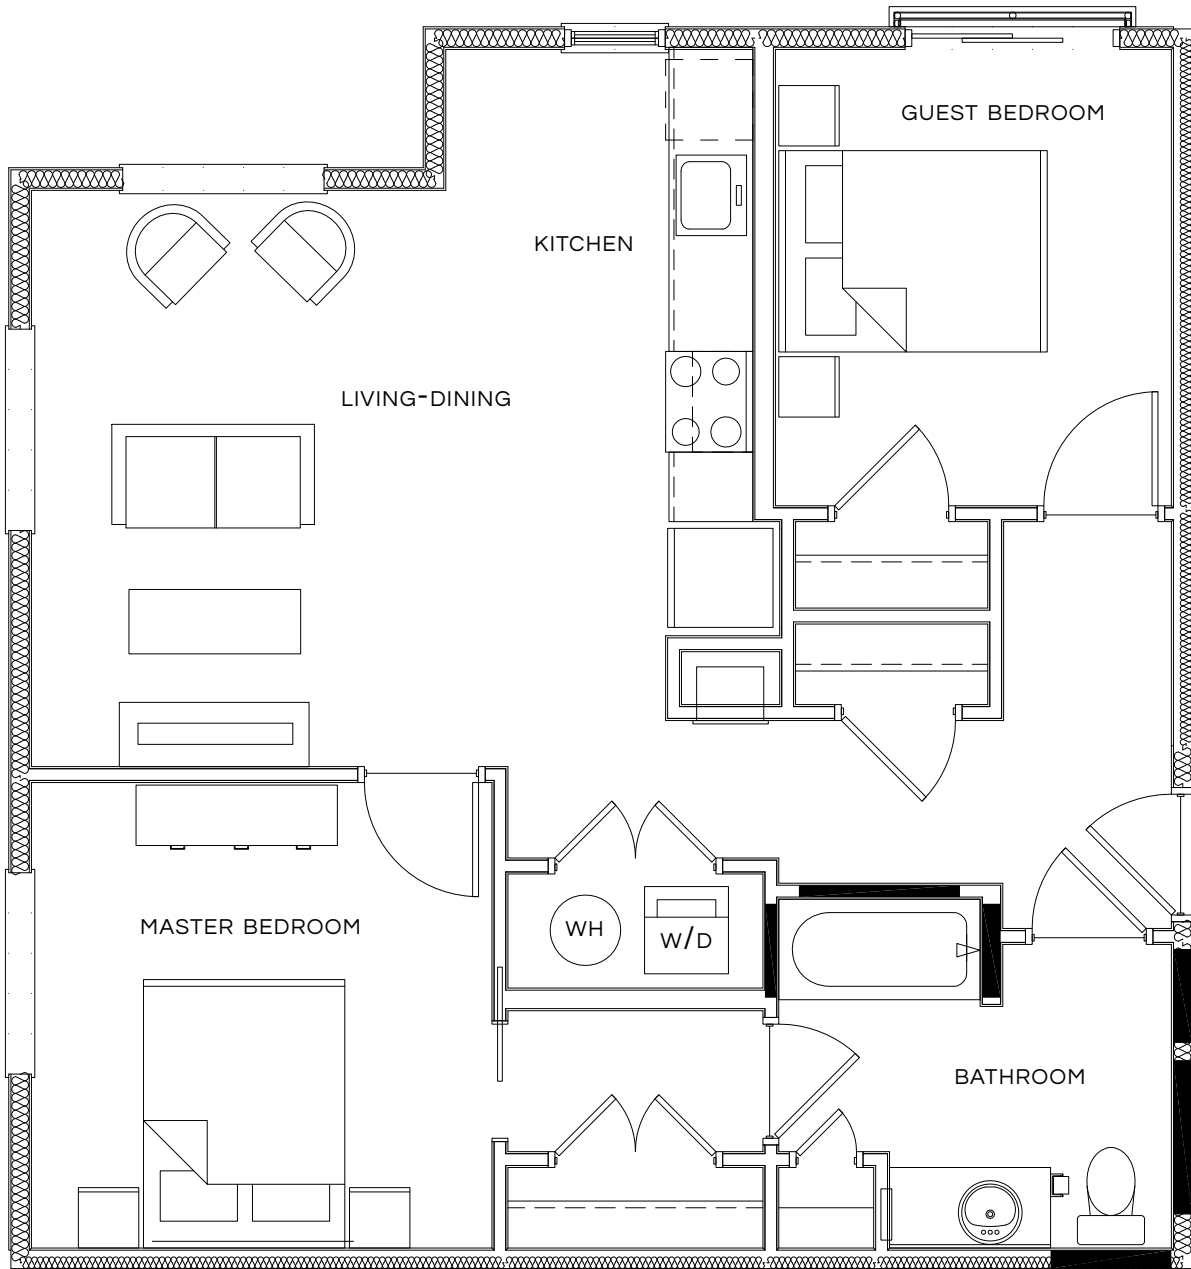 GUEST BEDROOM
KITCHEN
LIVING-DINING
MASTER BEDROOM
WH
W/D
BATHROOM